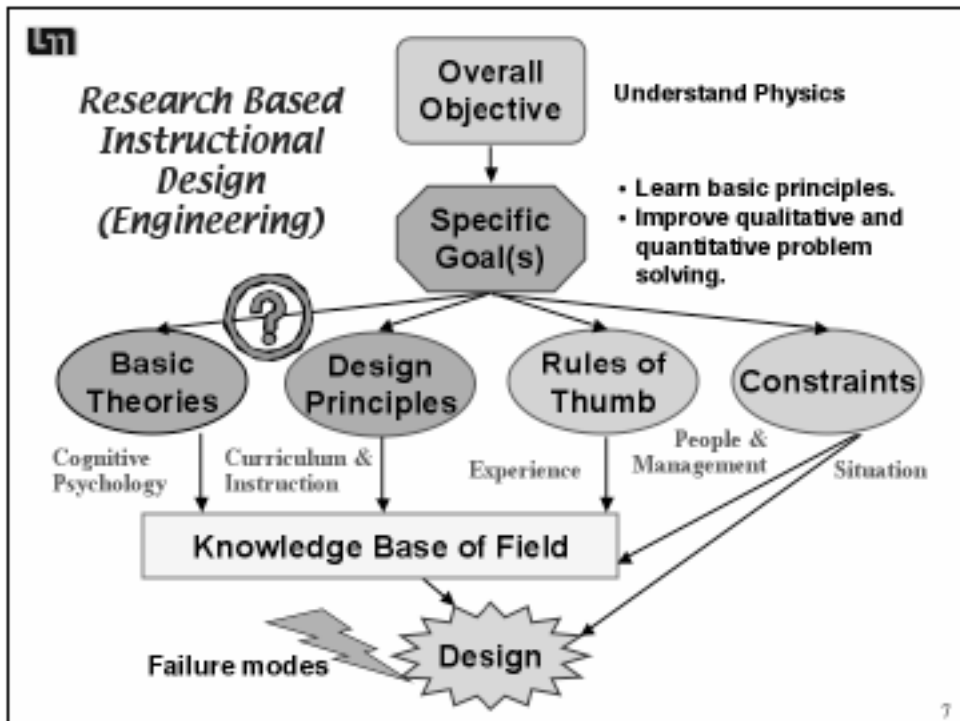 Research Based
Instructional
Design
(Engineering)
Overall
Objective
Understand Physics
Specific
Goal(s)
• Learn basic principles.
• Improve qualitative and
quantitative problem
solving.
?
Basic
Theories
Design
Principles
Rules of
Thumb
Constraints
Cognitive
Psychology
Curriculum &
Instruction
Experience
People &
Management
Situation
Knowledge Base of Field
Design
Failure modes
7